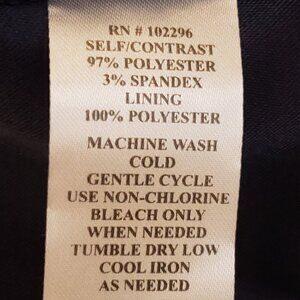 RN # 102296
SELF/CONTRAST
97% POLYESTER
3% SPANDEX
LINING
100% POLYESTER
MACHINE WASH
COLD
GENTLE CYCLE
USE NON-CHLORINE
BLEACH ONLY
WHEN NEEDED
TUMBLE DRY LOW
COOL IRON
AS NEEDED